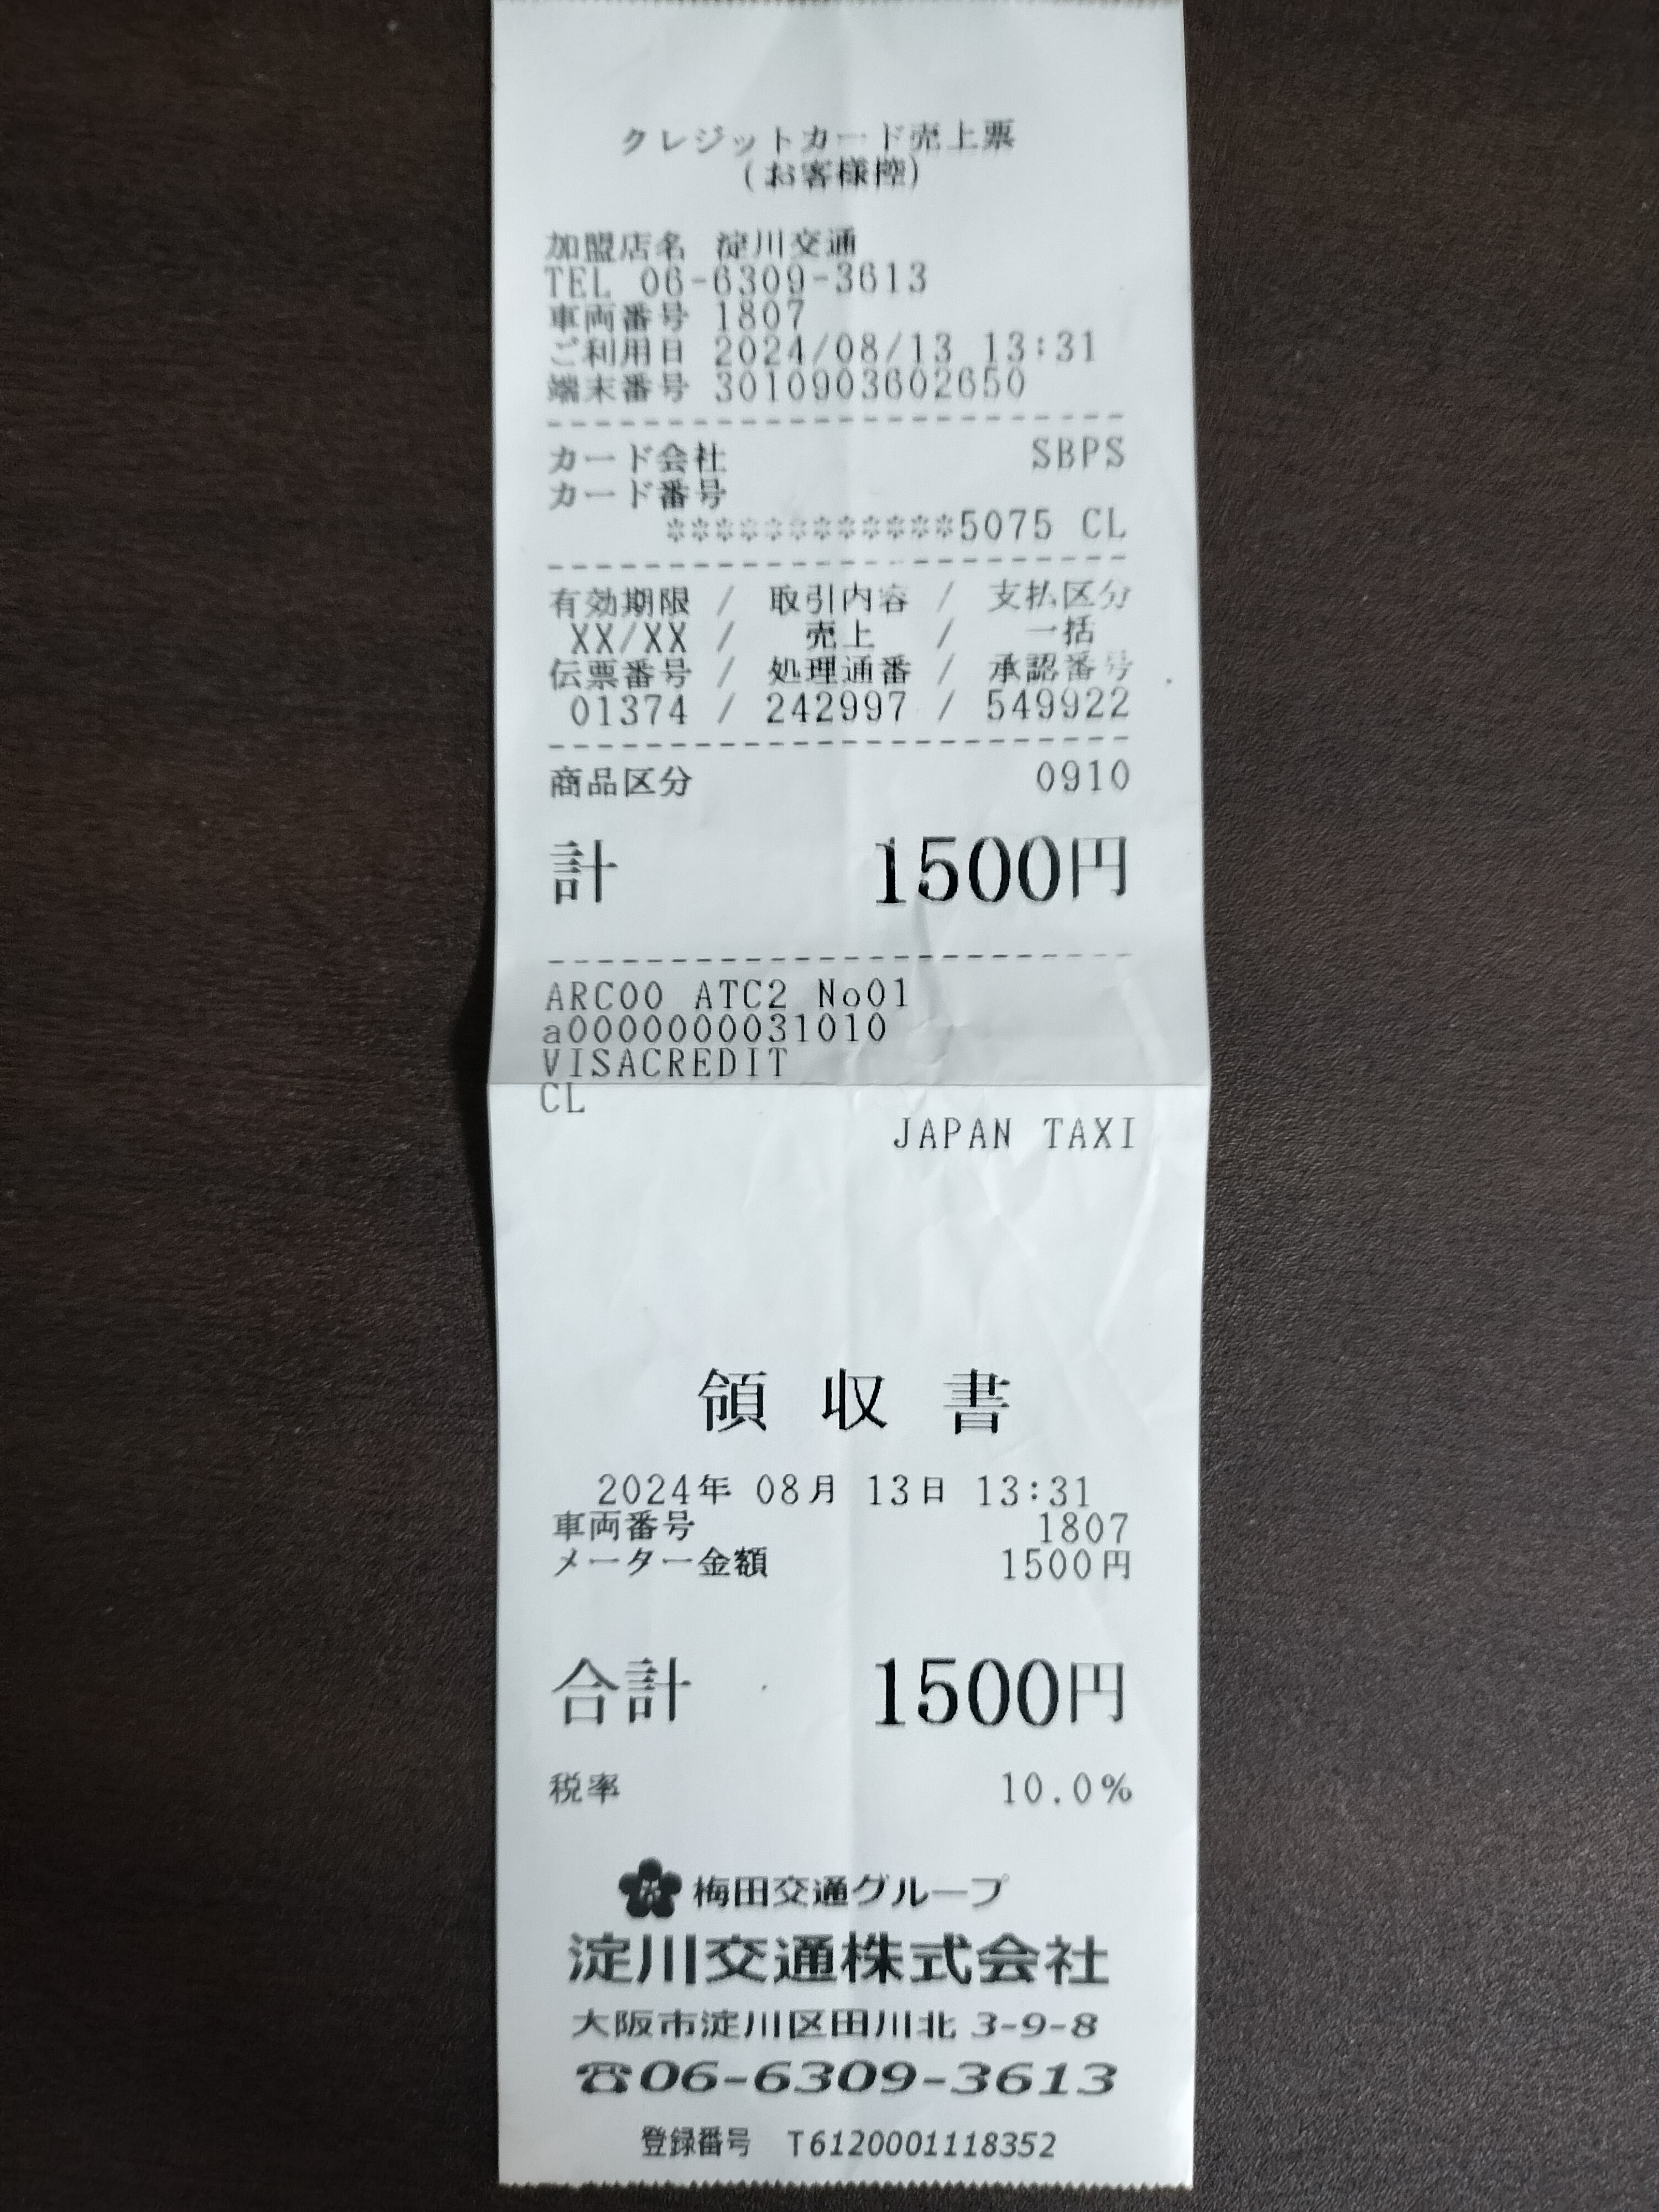 クレジットカード売上票
(お客様控)
加盟店名 淀川交通
TEL 06-6309-3613
車両番号 1807
ご利用日 2024/08/13 13:31
端末番号 3010903602650
カード会社 SBPS
カード番号
************5075 CL
有効期限 / 取引内容 / 支払区分
XX/XX / 売上 / 一括
伝票番号 / 処理通番 / 承認番号
01374 / 242997 / 549922
商品区分 0910
計 1500円
ARC00 ATC2 No01
a0000000031010
VISACREDIT
CL
JAPAN TAXI
領収書
2024年 08月 13日 13:31
車両番号 1807
メーター金額 1500円
合計 1500円
税率 10.0%
梅田交通グループ
淀川交通株式会社
大阪市淀川区田川北 3-9-8
☎06-6309-3613
登録番号 T6120001118352